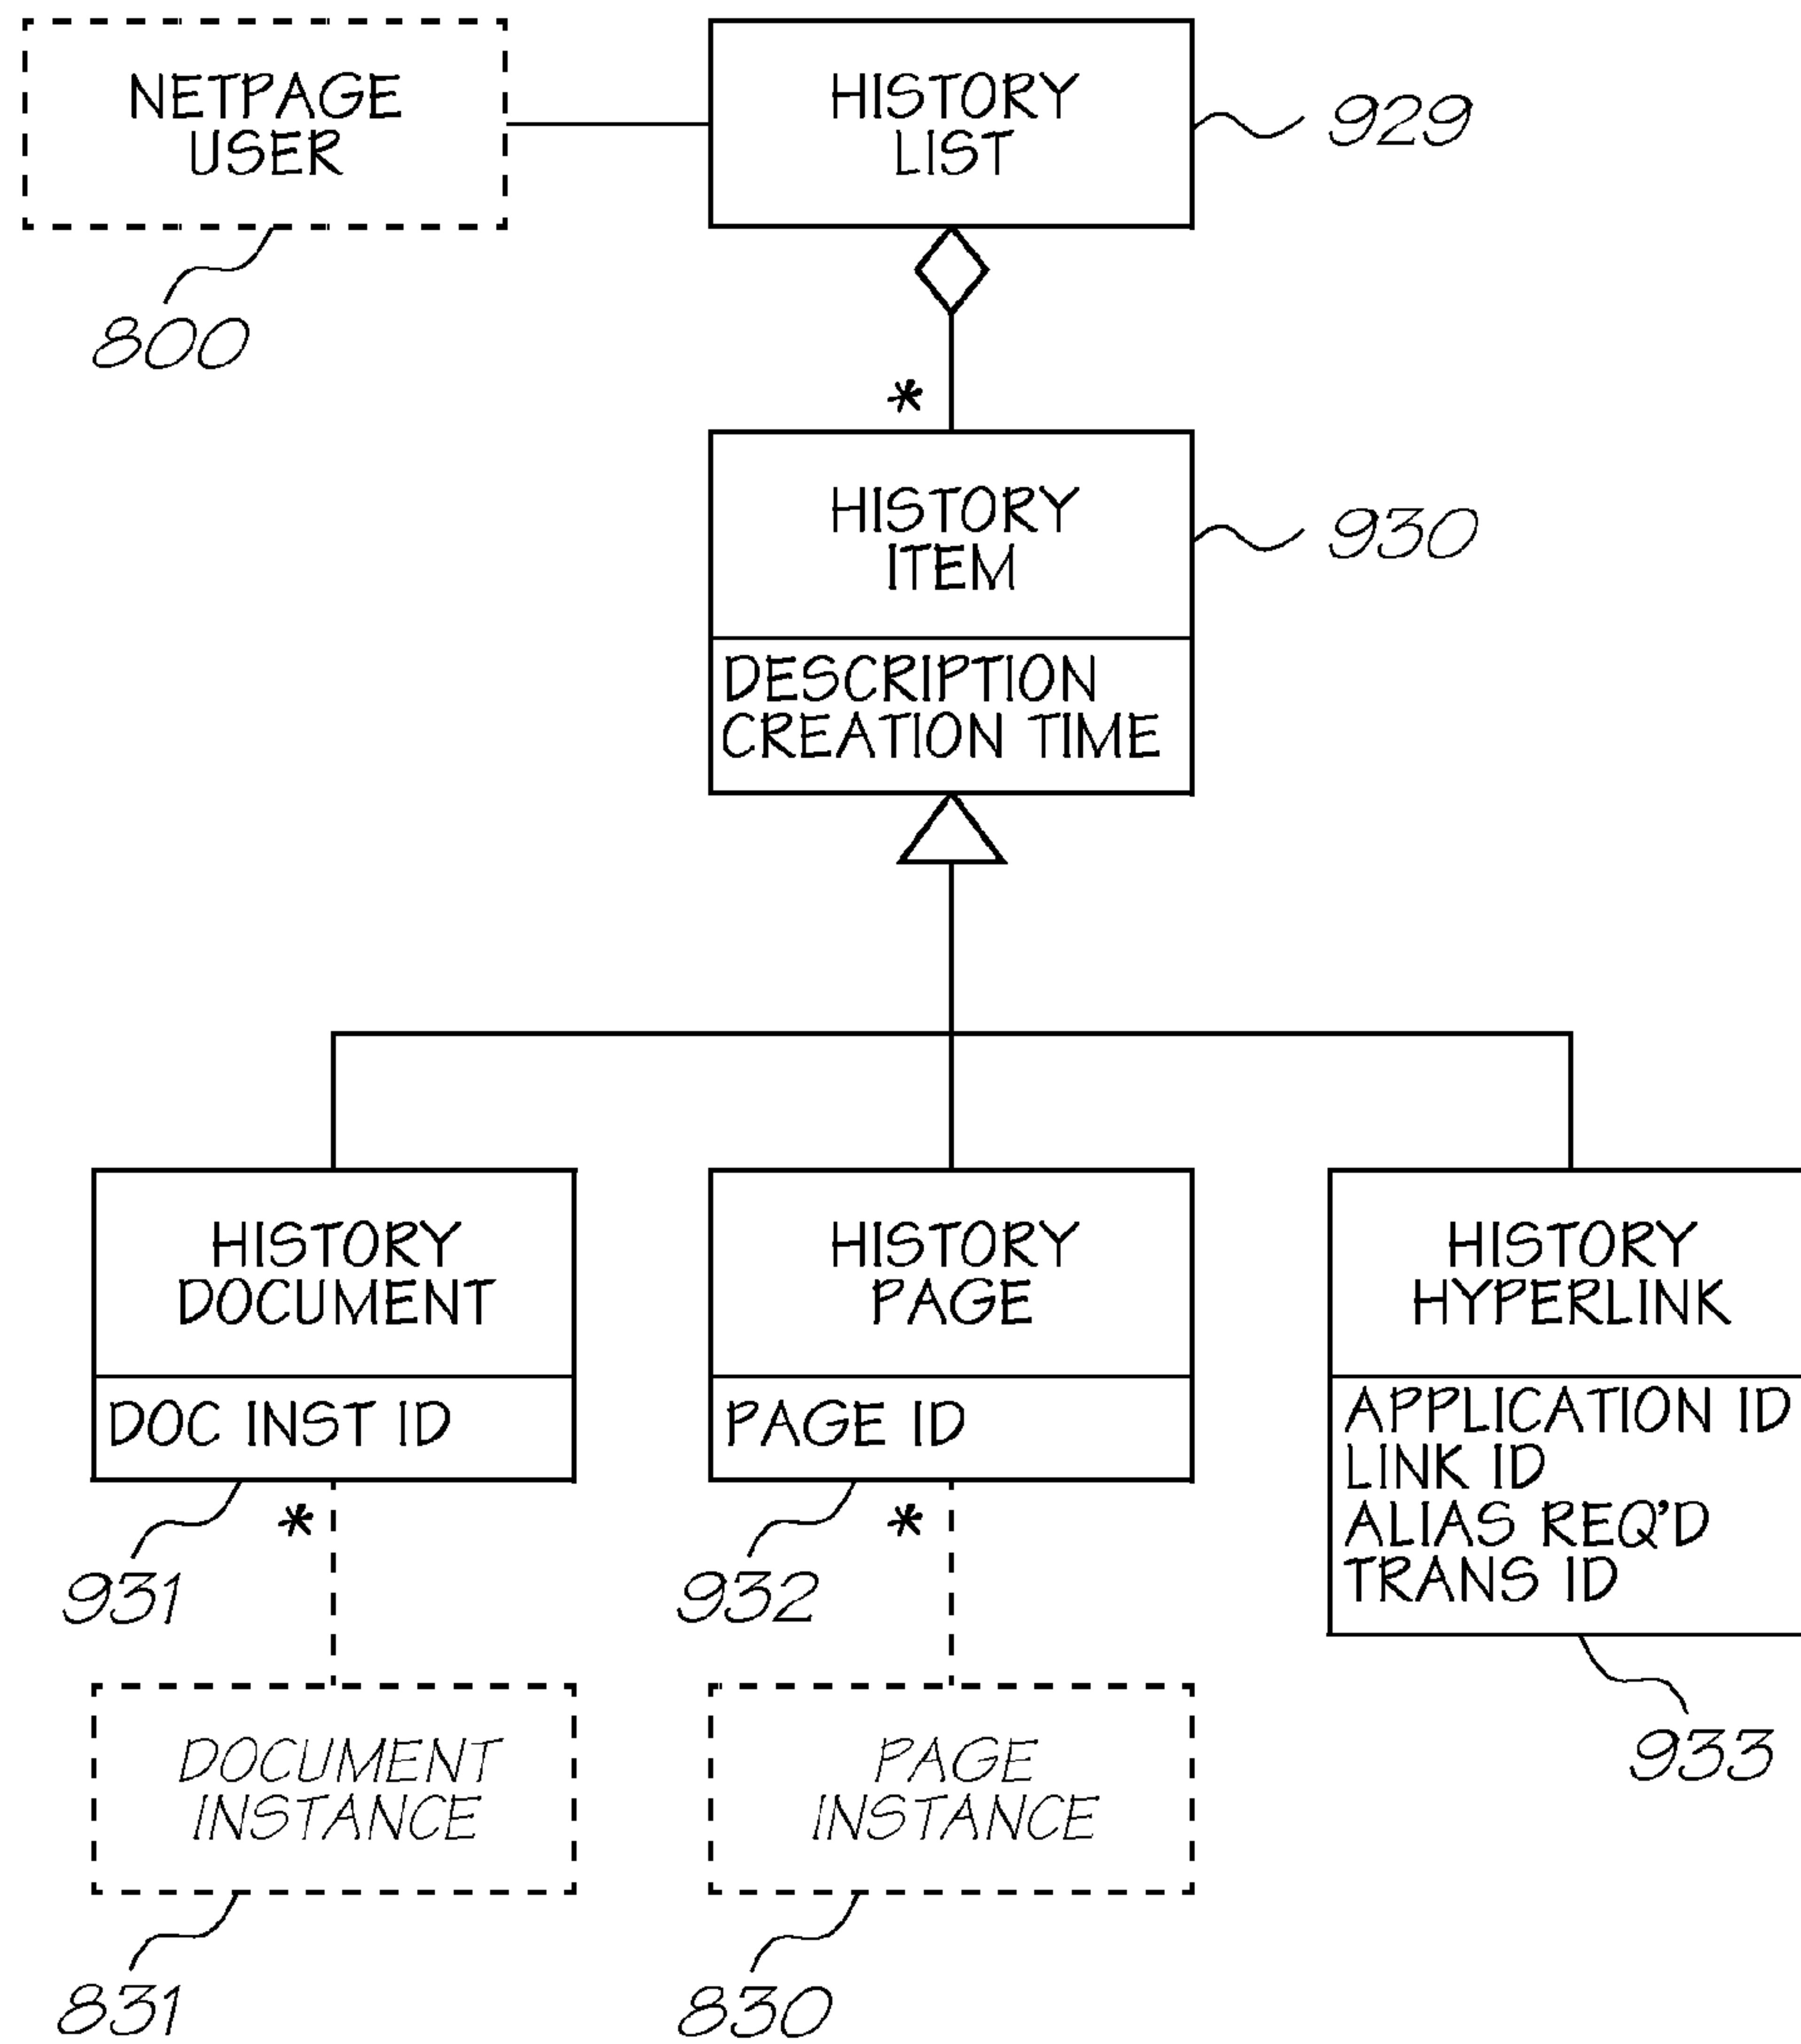 NETPAGE
USER
HISTORY
LIST
929
800
*
HISTORY
ITEM
930
DESCRIPTION
CREATION TIME
HISTORY
DOCUMENT
HISTORY
PAGE
HISTORY
HYPERLINK
DOC INST ID
PAGE ID
APPLICATION ID
LINK ID
ALIAS REQ'D
TRANS ID
*
*
931
932
933
DOCUMENT
INSTANCE
PAGE
INSTANCE
831
830